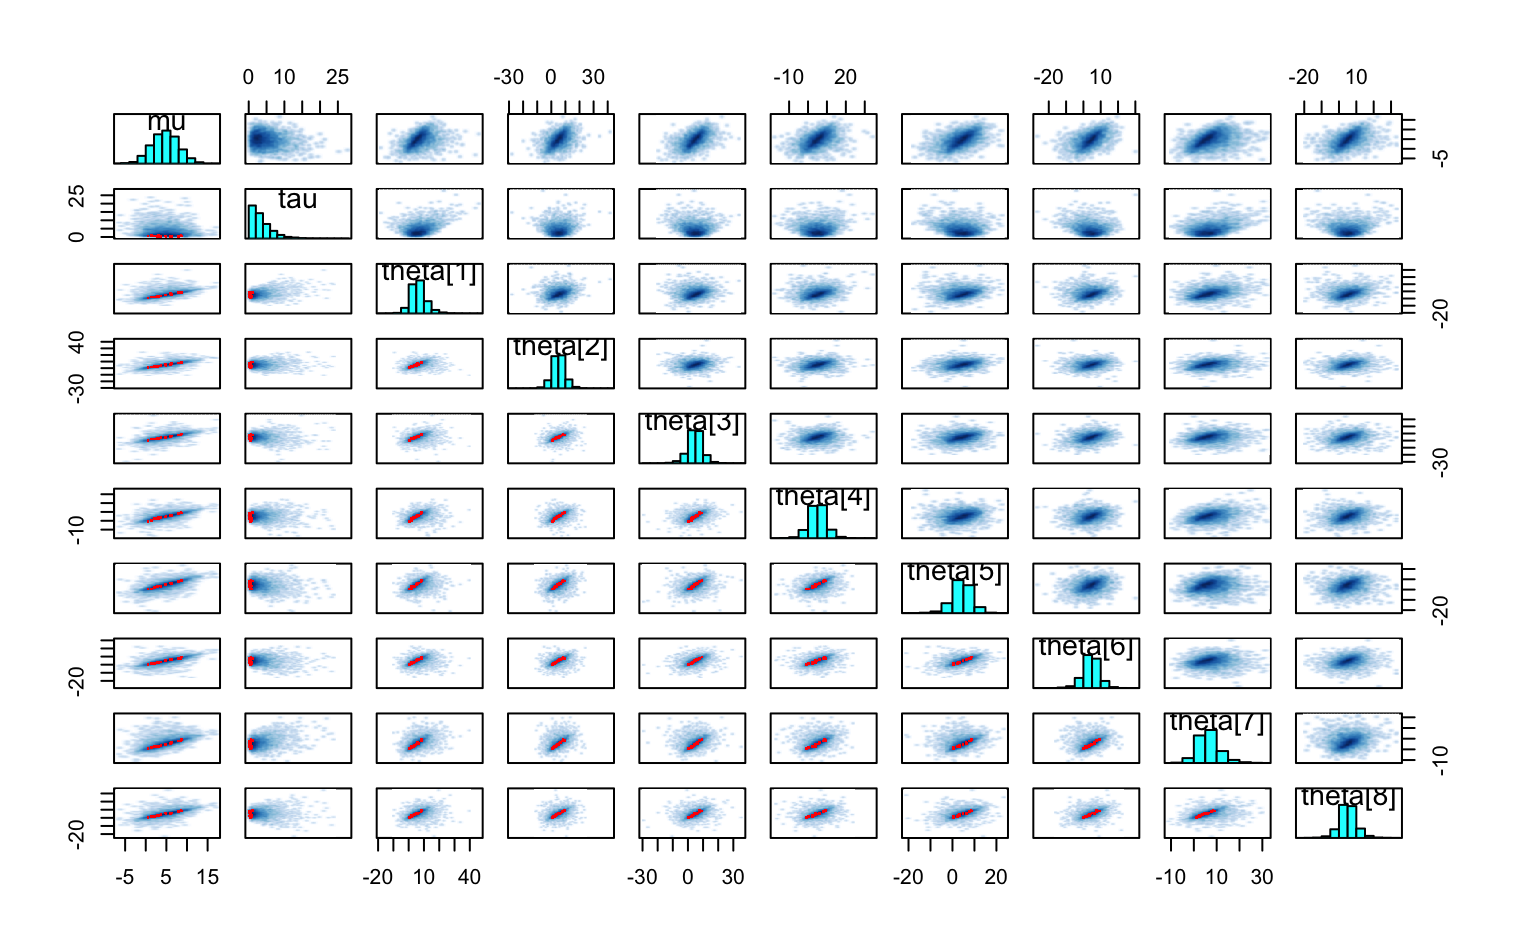 0 10 25 -30 0 30 -10 20 -20 10 -20 10
mu -5
25 0 tau
theta[1] -20
40 -30 theta[2]
theta[3] -30
-10 theta[4]
theta[5] -20
-20 theta[6]
theta[7] -10
-20 theta[8]
-5 5 15 -20 10 40 -30 0 30 -20 0 20 -10 10 30